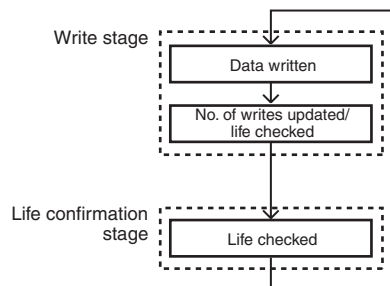 Write stage
Data written
No. of writes updated/
life checked
Life confirmation
stage
Life checked